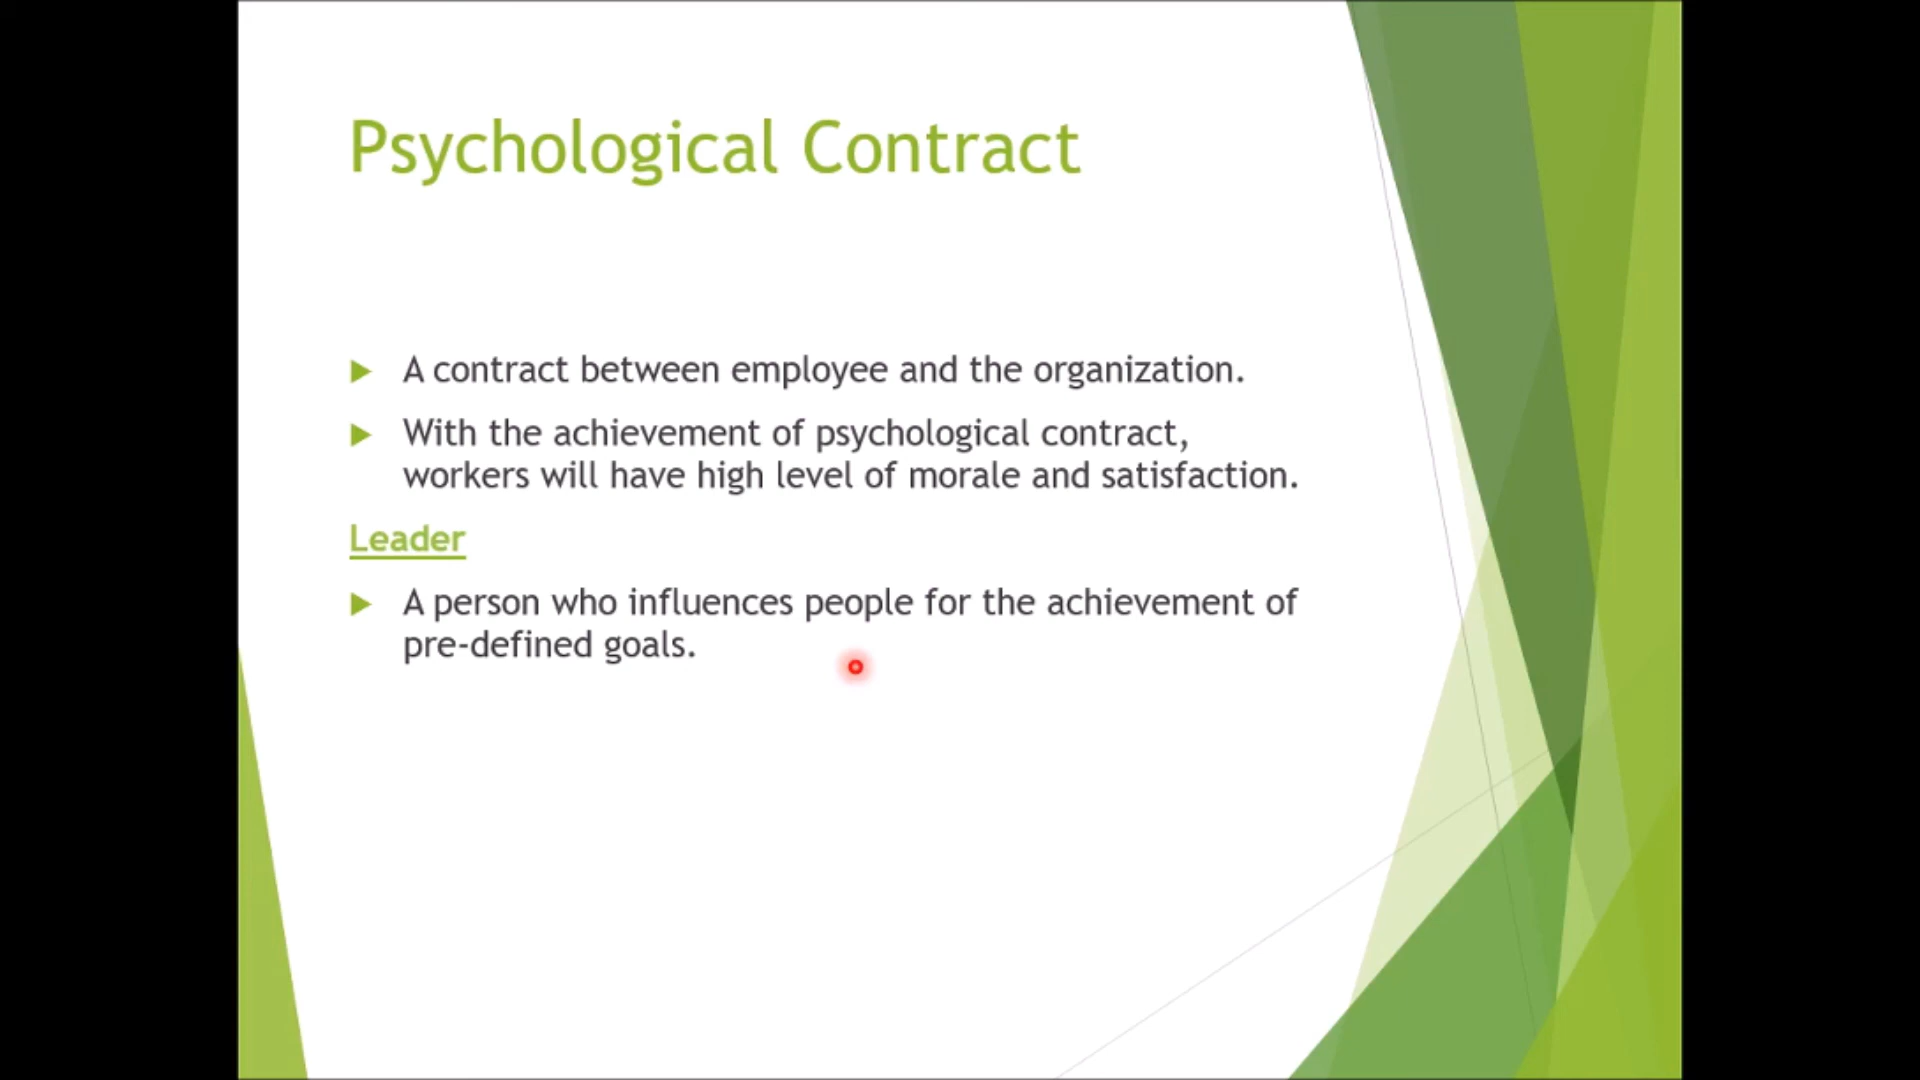 Psychological Contract
A contract between employee and the organization.
With the achievement of psychological contract,
workers will have high level of morale and satisfaction.
Leader
A person who influences people for the achievement of
pre-defined goals.